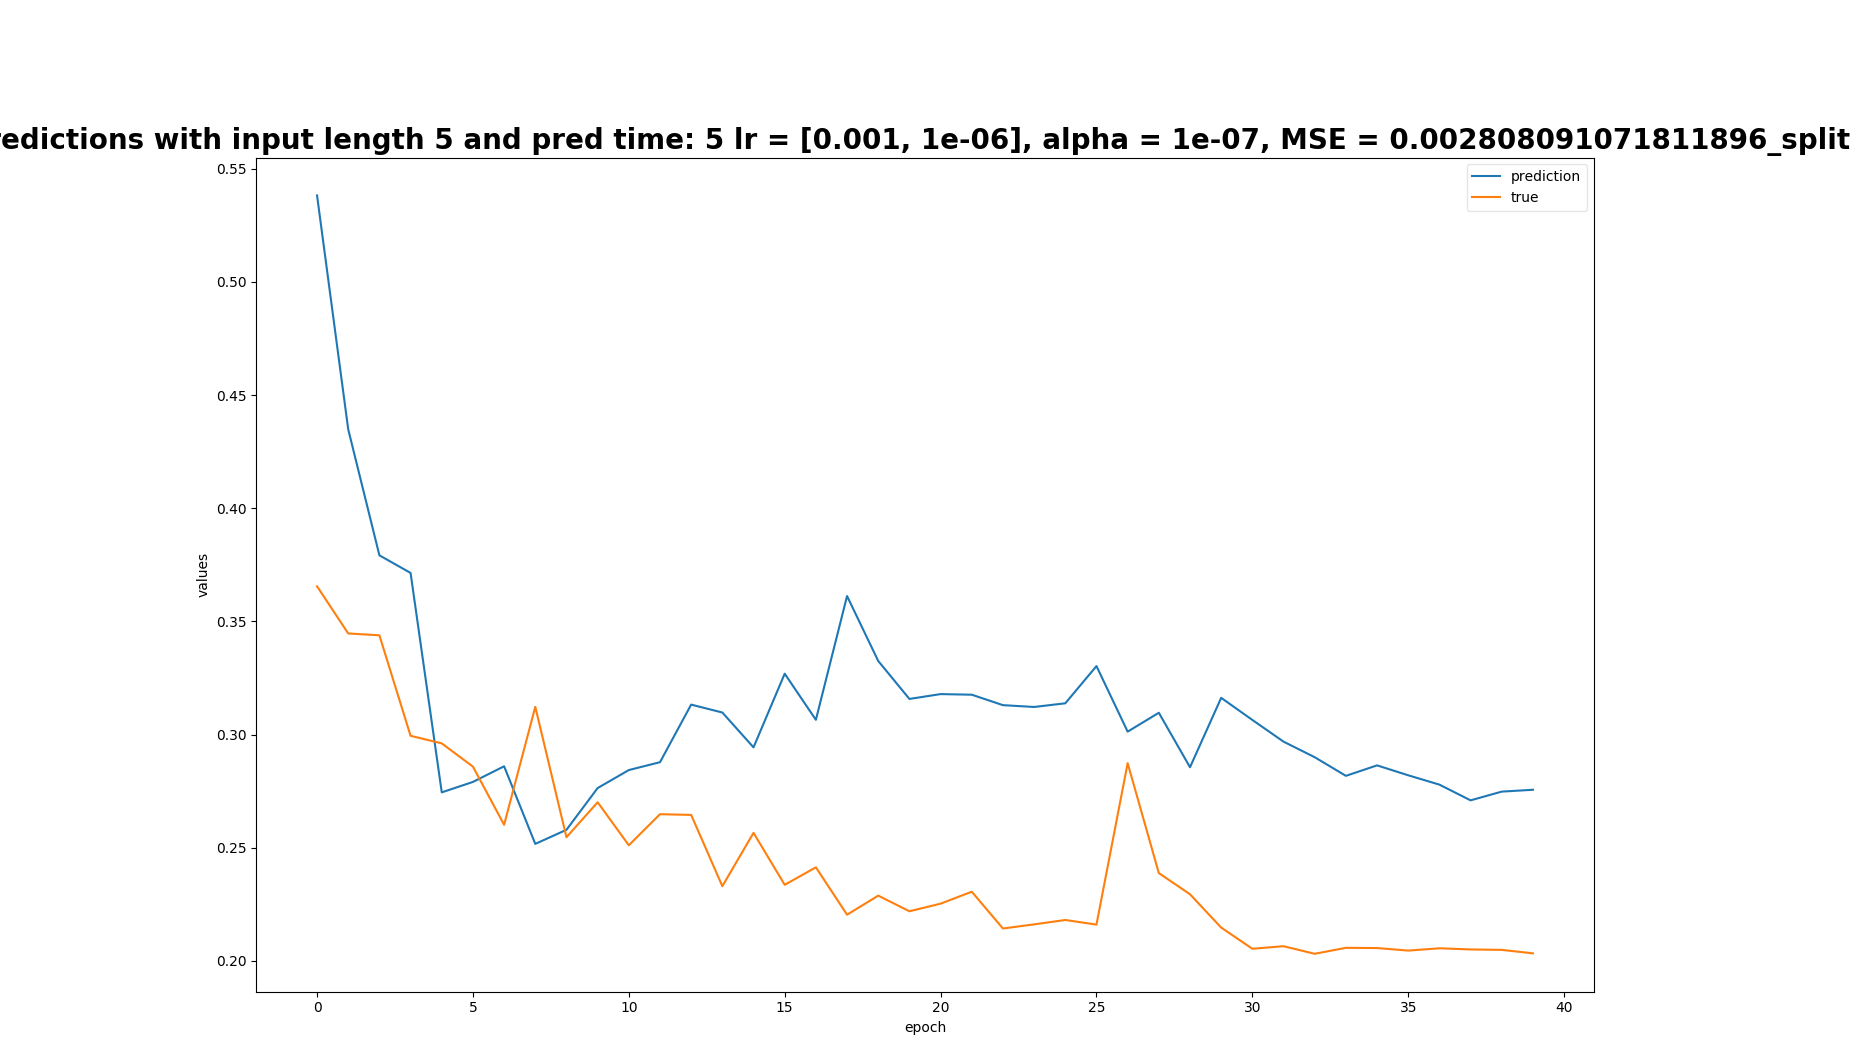 redictions with input length 5 and pred time: 5 lr = [0.001, 1e-06], alpha = 1e-07, MSE = 0.002808091071811896_split
0.55
0.50
0.45
0.40
0.35
0.30
0.25
0.20
values
prediction
true
0 5 10 15 20 25 30 35 40
epoch